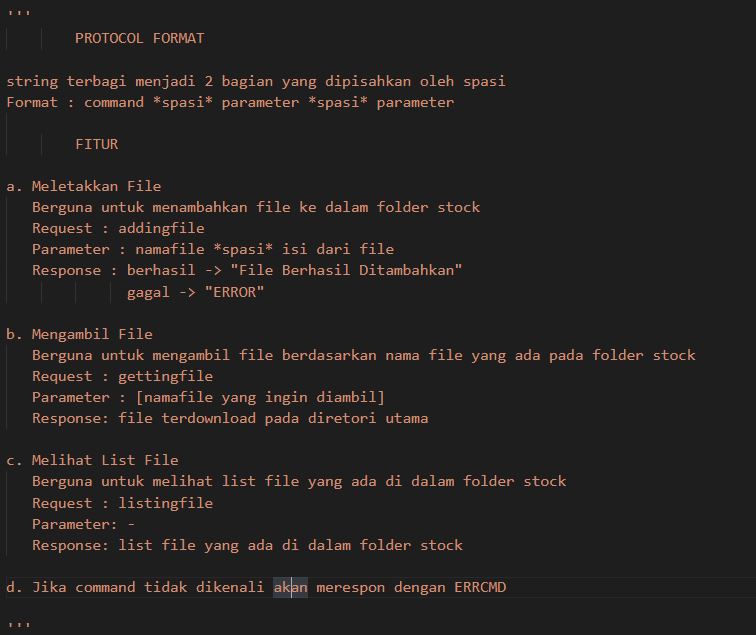 '''
PROTOCOL FORMAT
string terbagi menjadi 2 bagian yang dipisahkan oleh spasi
Format : command *spasi* parameter *spasi* parameter
FITUR
a. Meletakkan File
Berguna untuk menambahkan file ke dalam folder stock
Request : addingfile
Parameter : namafile *spasi* isi dari file
Response : berhasil -> "File Berhasil Ditambahkan"
gagal -> "ERROR"
b. Mengambil File
Berguna untuk mengambil file berdasarkan nama file yang ada pada folder stock
Request : gettingfile
Parameter : [namafile yang ingin diambil]
Response: file terdownload pada diretori utama
c. Melihat List File
Berguna untuk melihat list file yang ada di dalam folder stock
Request : listingfile
Parameter: -
Response: list file yang ada di dalam folder stock
d. Jika command tidak dikenali akan merespon dengan ERRCMD
'''